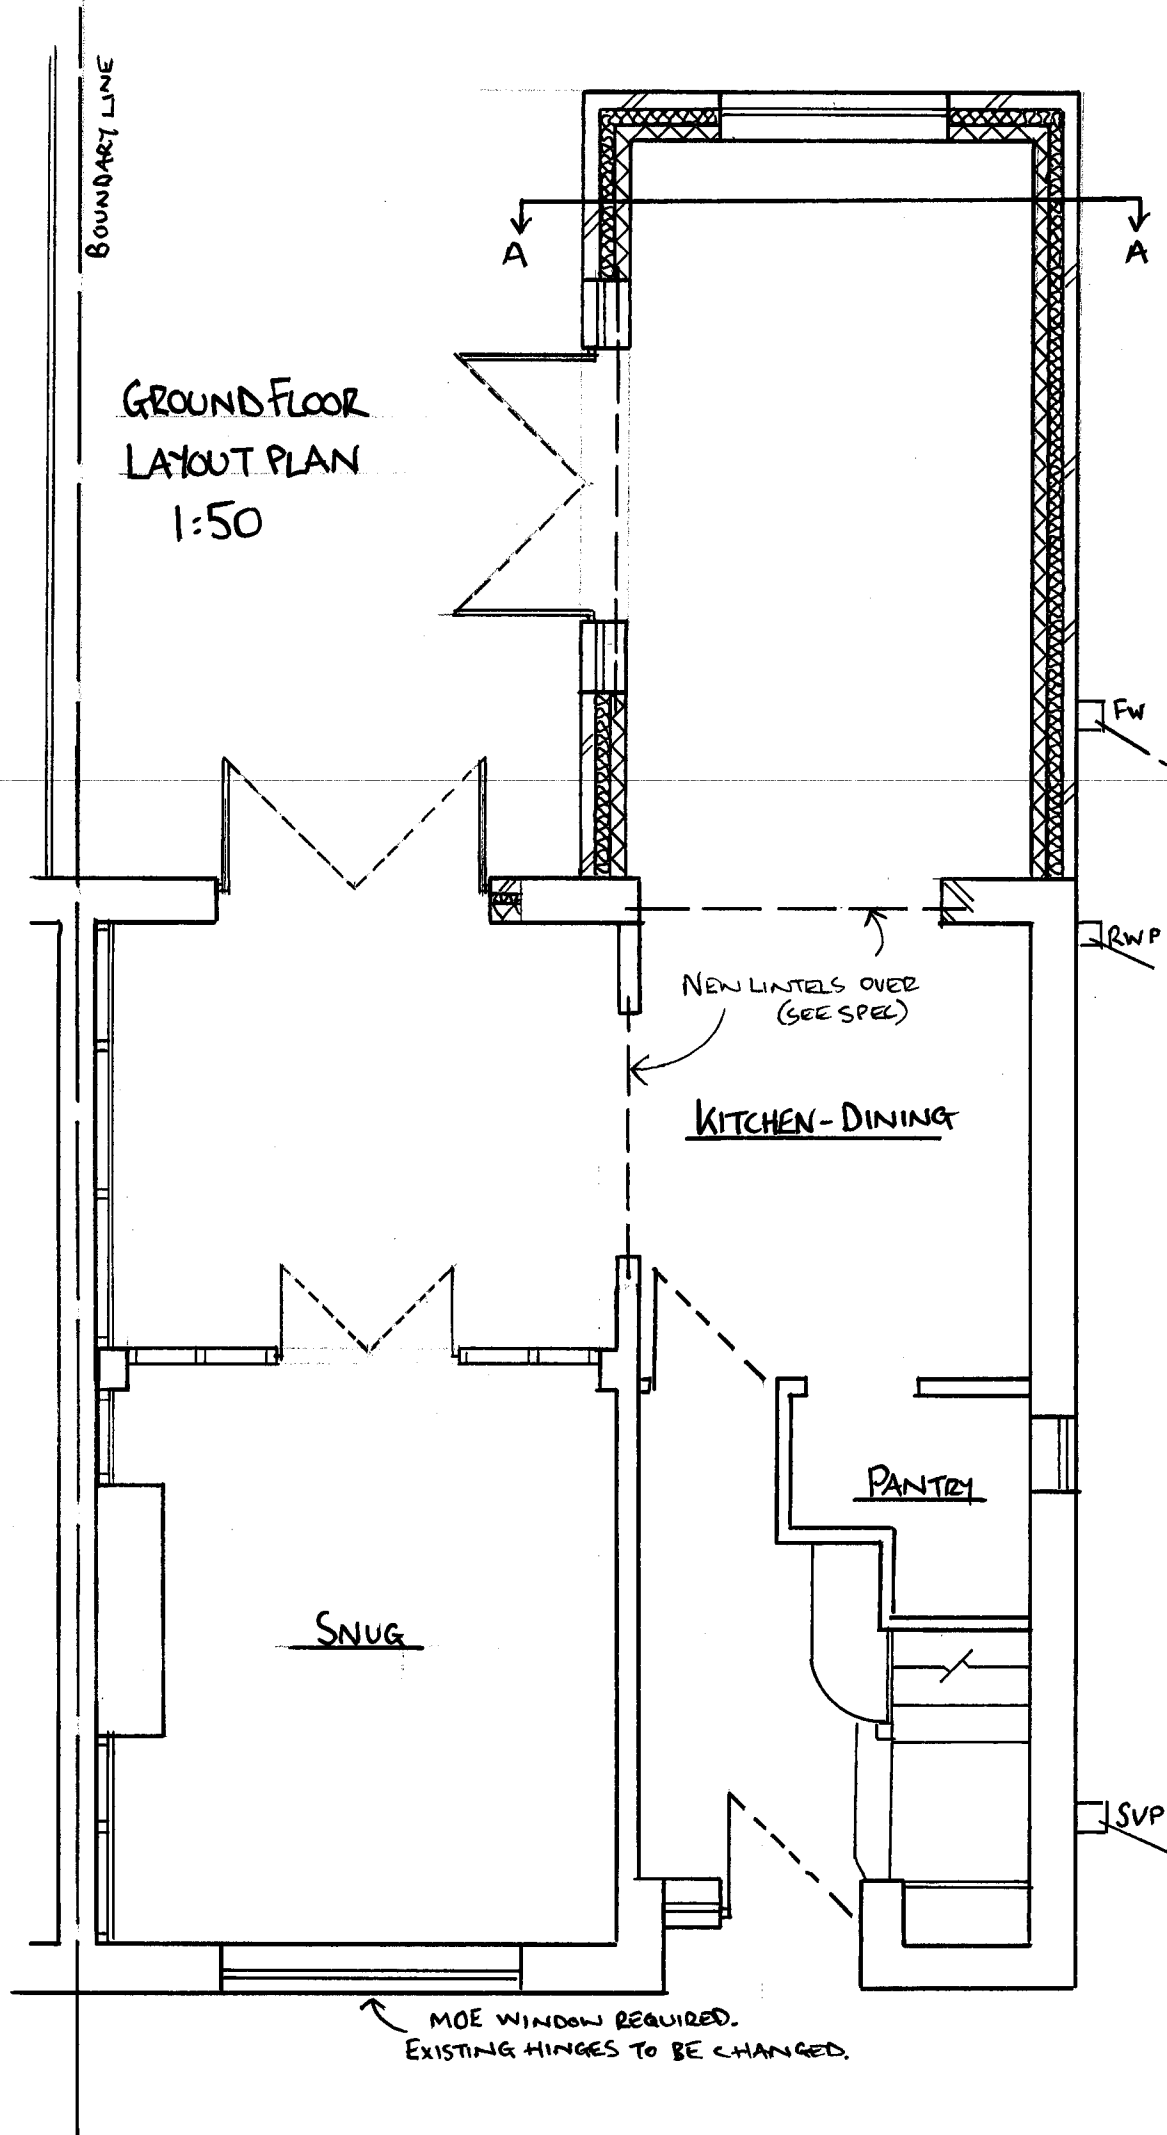 BOUNDARY LINE
A
A
GROUND FLOOR
LAYOUT PLAN
1:50
FW
RWP
NEW LINTELS OVER
(SEE SPEC)
KITCHEN-DINING
PANTRY
SNUG
SVP
MOE WINDOW REQUIRED.
EXISTING HINGES TO BE CHANGED.